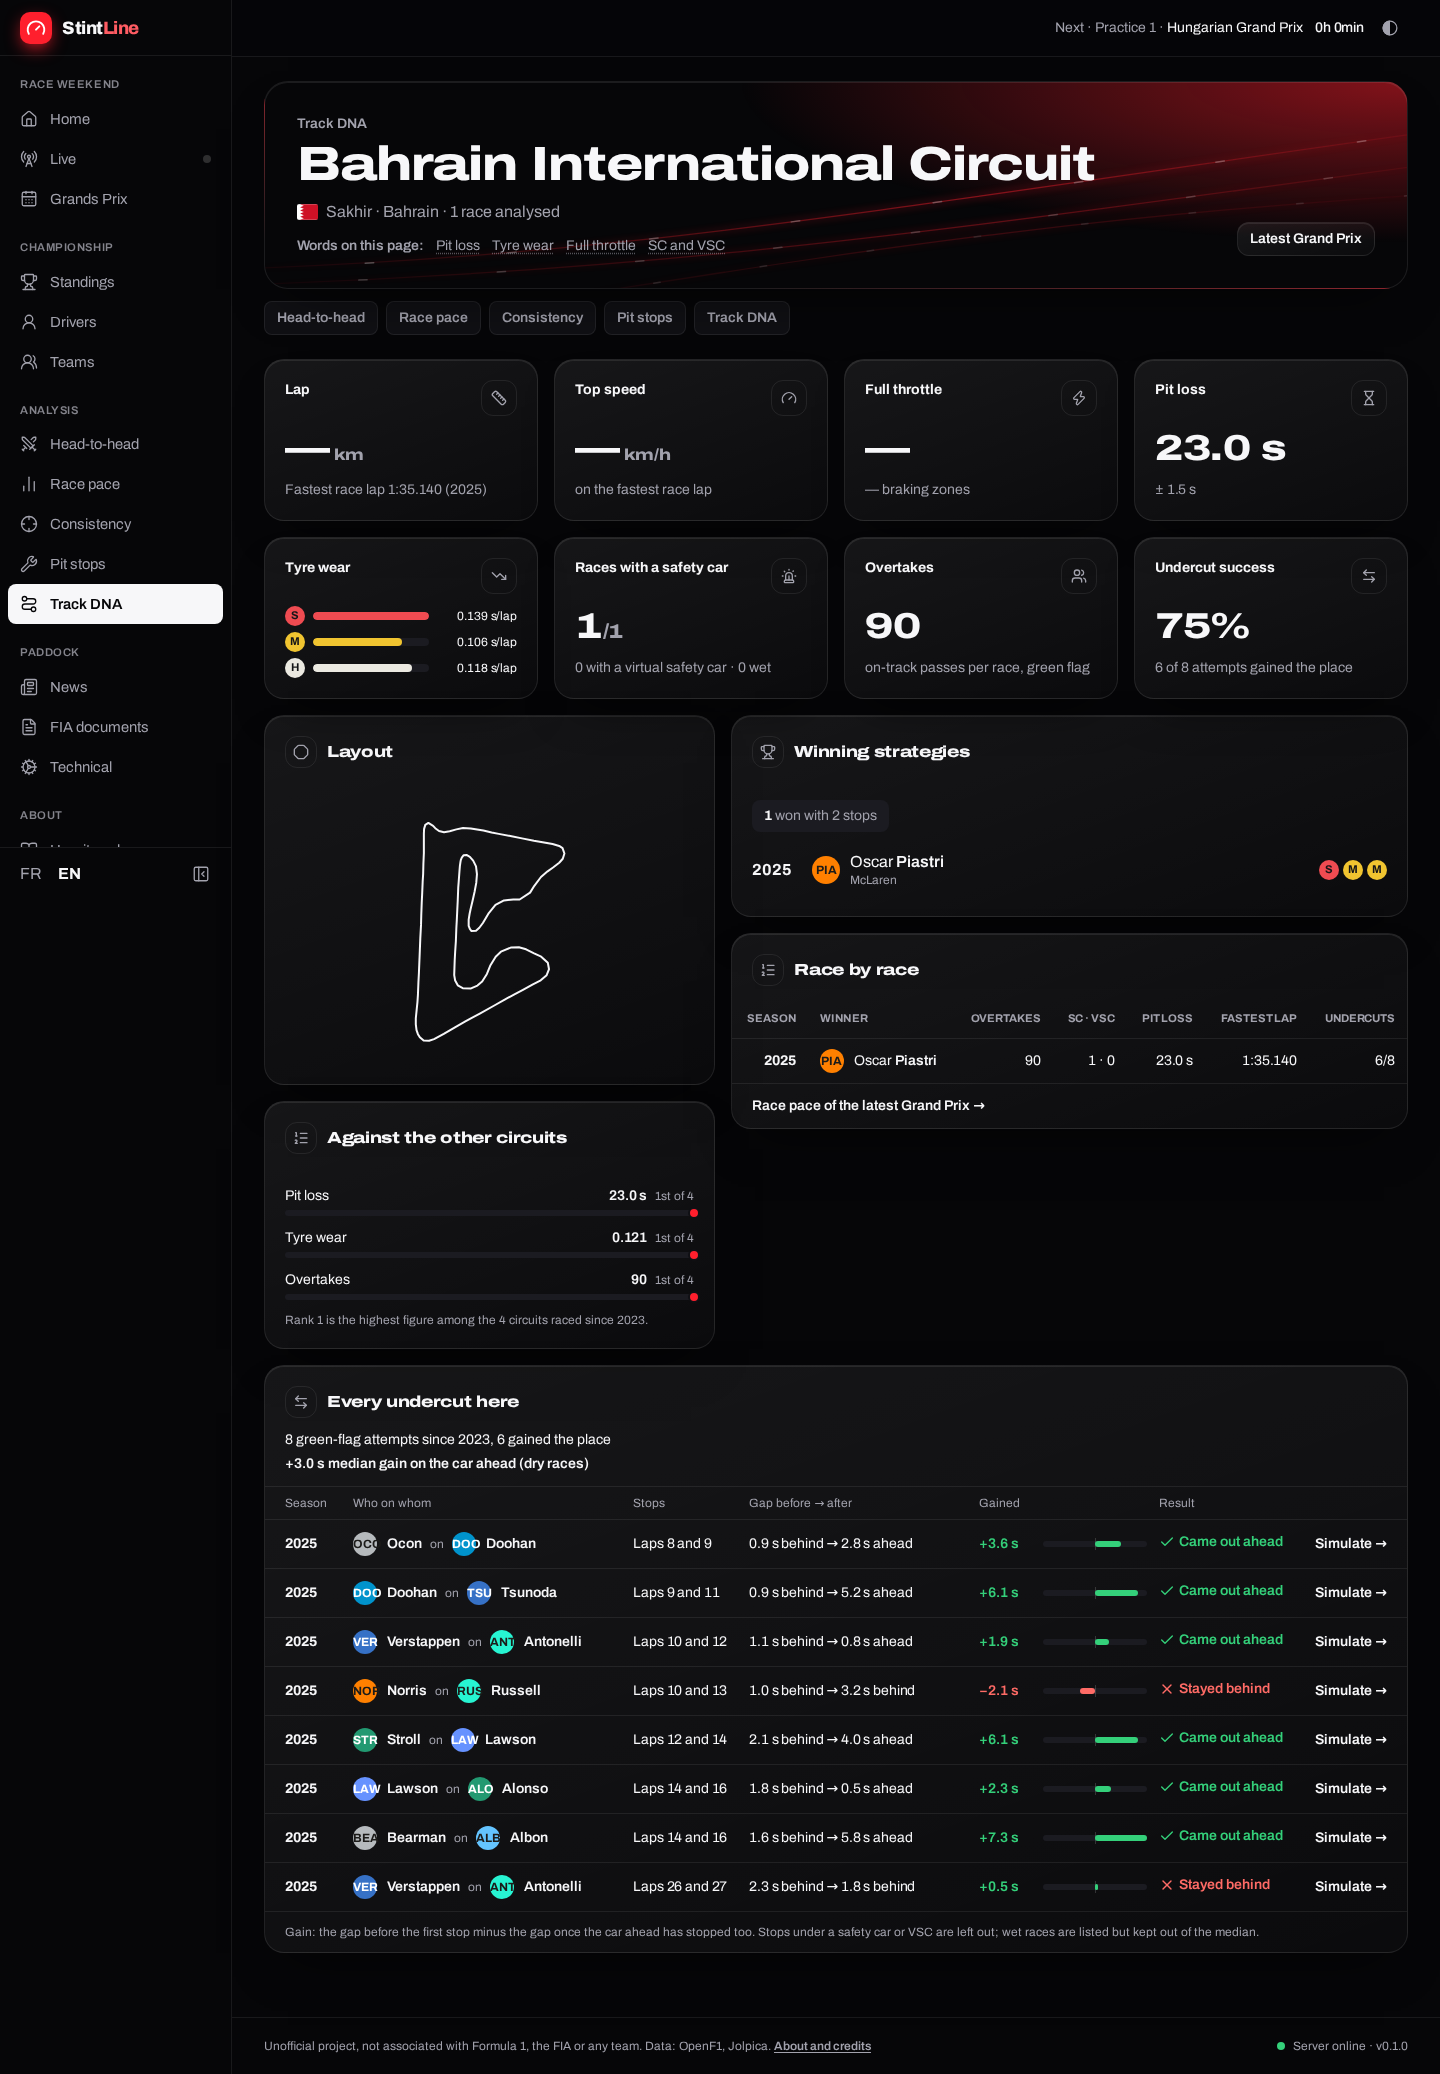 StintLine
Next · Practice 1 · Hungarian Grand Prix 0h 0min
RACE WEEKEND
Home
Live
Grands Prix
CHAMPIONSHIP
Standings
Drivers
Teams
ANALYSIS
Head-to-head
Race pace
Consistency
Pit stops
Track DNA
PADDOCK
News
FIA documents
Technical
ABOUT
FR EN
Track DNA
Bahrain International Circuit
Sakhir · Bahrain · 1 race analysed
Words on this page: Pit loss Tyre wear Full throttle SC and VSC
Latest Grand Prix
Head-to-head Race pace Consistency Pit stops Track DNA
Lap
— km
Fastest race lap 1:35.140 (2025)
Top speed
— km/h
on the fastest race lap
Full throttle
—
— braking zones
Pit loss
23.0 s
± 1.5 s
Tyre wear
S 0.139 s/lap
M 0.106 s/lap
H 0.118 s/lap
Races with a safety car
1/1
0 with a virtual safety car · 0 wet
Overtakes
90
on-track passes per race, green flag
Undercut success
75%
6 of 8 attempts gained the place
Layout
Winning strategies
1 won with 2 stops
2025 PIA Oscar Piastri S M M
McLaren
Race by race
SEASON WINNER OVERTAKES SC · VSC PIT LOSS FASTEST LAP UNDERCUTS
2025 PIA Oscar Piastri 90 1 · 0 23.0 s 1:35.140 6/8
Race pace of the latest Grand Prix →
Against the other circuits
Pit loss 23.0 s 1st of 4
Tyre wear 0.121 1st of 4
Overtakes 90 1st of 4
Rank 1 is the highest figure among the 4 circuits raced since 2023.
Every undercut here
8 green-flag attempts since 2023, 6 gained the place
+3.0 s median gain on the car ahead (dry races)
Season Who on whom Stops Gap before → after Gained Result
2025 OCO Ocon on DOO Doohan Laps 8 and 9 0.9 s behind → 2.8 s ahead +3.6 s Came out ahead Simulate →
2025 DOO Doohan on TSU Tsunoda Laps 9 and 11 0.9 s behind → 5.2 s ahead +6.1 s Came out ahead Simulate →
2025 VER Verstappen on ANT Antonelli Laps 10 and 12 1.1 s behind → 0.8 s ahead +1.9 s Came out ahead Simulate →
2025 NOR Norris on RUS Russell Laps 10 and 13 1.0 s behind → 3.2 s behind −2.1 s Stayed behind Simulate →
2025 STR Stroll on LAW Lawson Laps 12 and 14 2.1 s behind → 4.0 s ahead +6.1 s Came out ahead Simulate →
2025 LAW Lawson on ALO Alonso Laps 14 and 16 1.8 s behind → 0.5 s ahead +2.3 s Came out ahead Simulate →
2025 BEA Bearman on ALB Albon Laps 14 and 16 1.6 s behind → 5.8 s ahead +7.3 s Came out ahead Simulate →
2025 VER Verstappen on ANT Antonelli Laps 26 and 27 2.3 s behind → 1.8 s behind +0.5 s Stayed behind Simulate →
Gain: the gap before the first stop minus the gap once the car ahead has stopped too. Stops under a safety car or VSC are left out; wet races are listed but kept out of the median.
Unofficial project, not associated with Formula 1, the FIA or any team. Data: OpenF1, Jolpica. About and credits
Server online · v0.1.0